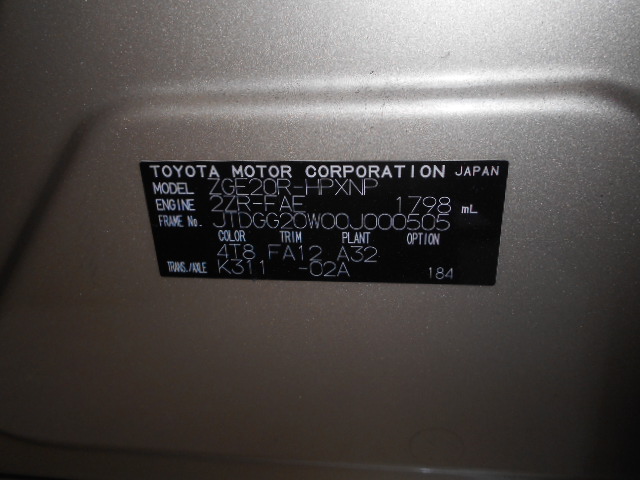 TOYOTA MOTOR CORPORATION JAPAN
MODEL ZGE20R-HPXNP
ENGINE 2ZR-FAE 1798 mL
FRAME NO. JTDGG20W00J000505
COLOR TRIM PLANT OPTION
4T8 FA12 A32
TRANS./AXLE K311 -02A 184